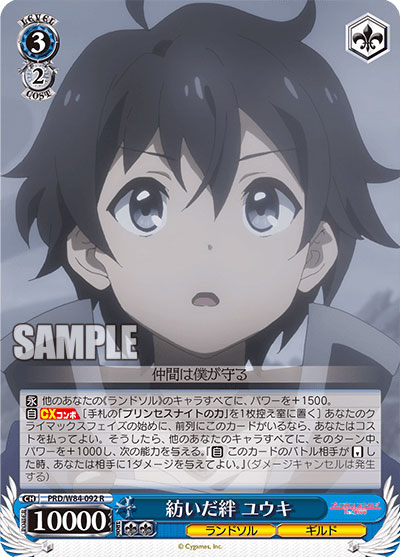 LEVEL
3
2
COST
SAMPLE
仲間は僕が守る
永 他のあなたの《ランドソル》のキャラすべてに、パワーを+1500。
自 CXコンボ [手札の「プリンセスナイトの力」を1枚控え室に置く] あなたのク
ライマックスフェイズの始めに、前列にこのカードがいるなら、あなたはコス
トを払ってよい。そうしたら、他のあなたのキャラすべてに、そのターン中、
パワーを+1000し、次の能力を与える。『自 このカードのバトル相手が
した時、あなたは相手に1ダメージを与えてよい。』(ダメージキャンセルは発
生する)
CH PRD/W84-092 R
POWER
10000
SOUL
紡いだ絆 ユウキ
ランドソル
ギルド
© Cygames, Inc.